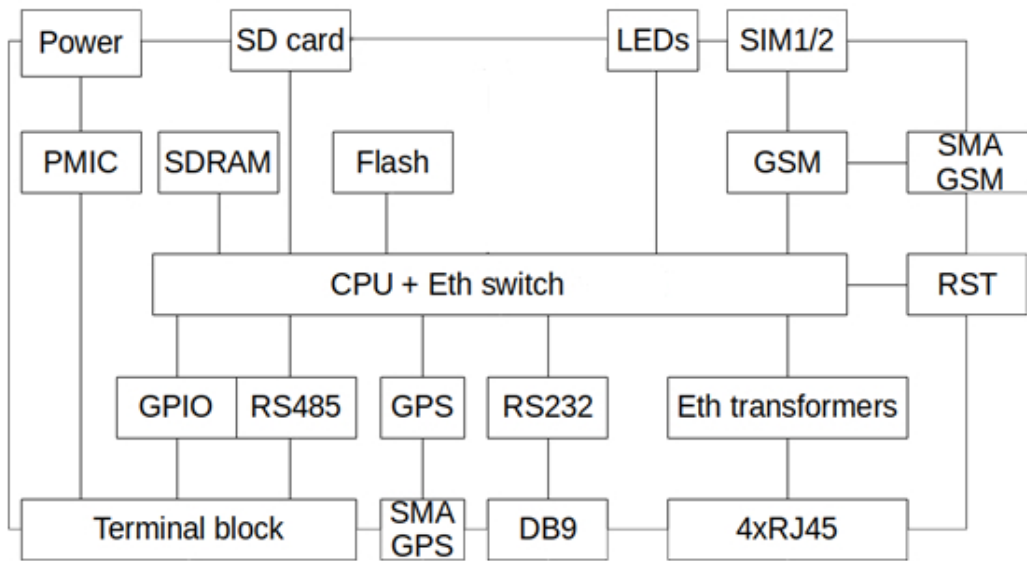 Power
SD card
LEDs
SIM1/2
PMIC
SDRAM
Flash
GSM
SMA
GSM
CPU + Eth switch
RST
GPIO
RS485
GPS
RS232
Eth transformers
Terminal block
SMA
GPS
DB9
4xRJ45